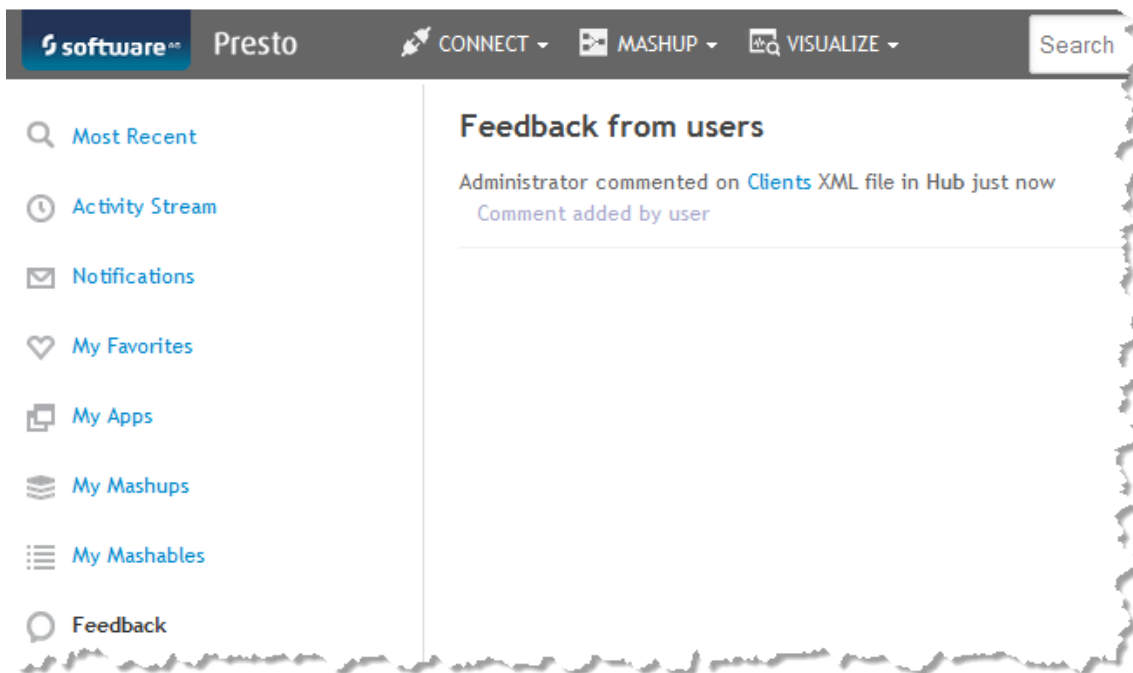 software AG Presto CONNECT MASHUP VISUALIZE Search
Most Recent
Activity Stream
Notifications
My Favorites
My Apps
My Mashups
My Mashables
Feedback
Feedback from users
Administrator commented on Clients XML file in Hub just now
Comment added by user